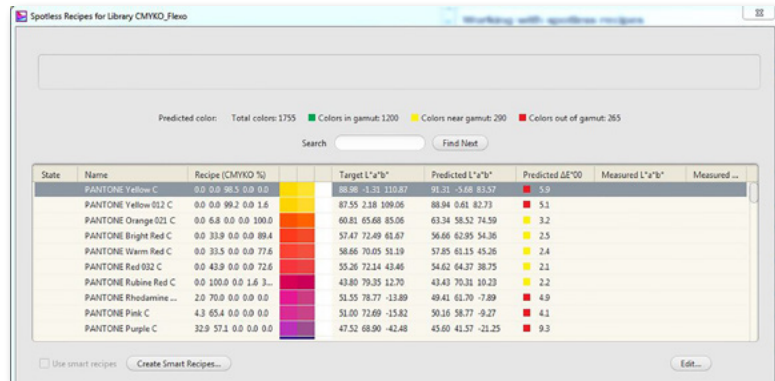 Spotless Recipes for Library CMYKO_Flexo
Working with spotless recipes
Predicted color: Total colors: 1755 Colors in gamut: 1200 Colors near gamut: 290 Colors out of gamut: 265
Search Find Next
State Name Recipe (CMYKO %) Target L*a*b* Predicted L*a*b* Predicted ΔE*00 Measured L*a*b* Measured ...
PANTONE Yellow C 0.0 0.0 98.5 0.0 0.0 88.98 -1.31 110.87 91.31 -5.68 83.57 5.9
PANTONE Yellow 012 C 0.0 0.0 99.2 0.0 1.6 87.55 2.18 109.06 88.94 0.61 82.73 5.1
PANTONE Orange 021 C 0.0 6.8 0.0 0.0 100.0 60.81 65.68 85.06 63.34 58.52 74.59 3.2
PANTONE Bright Red C 0.0 33.9 0.0 0.0 89.4 57.47 72.49 61.67 56.66 62.95 54.36 2.5
PANTONE Warm Red C 0.0 33.5 0.0 0.0 77.6 58.66 70.05 51.19 57.85 61.15 45.26 2.4
PANTONE Red 032 C 0.0 43.9 0.0 0.0 72.6 55.26 72.14 43.46 54.62 64.37 38.75 2.1
PANTONE Rubine Red C 0.0 100.0 0.0 1.6 3... 43.80 79.35 12.70 43.43 70.31 10.23 2.2
PANTONE Rhodamine ... 2.0 70.0 0.0 0.0 0.0 51.55 78.77 -13.89 49.41 61.70 -7.89 4.9
PANTONE Pink C 4.3 65.4 0.0 0.0 0.0 51.00 72.69 -15.82 50.16 58.77 -9.27 4.1
PANTONE Purple C 32.9 57.1 0.0 0.0 0.0 47.52 68.90 -42.48 45.60 41.57 -21.25 9.3
Use smart recipes Create Smart Recipes... Edit...